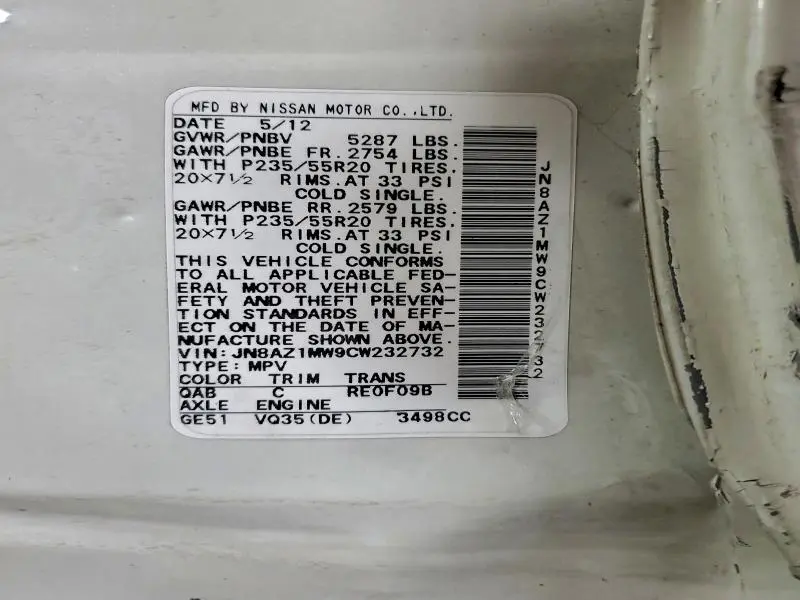 MFD BY NISSAN MOTOR CO.,LTD.
DATE 5/12
GVWR/PNBV 5287 LBS.
GAWR/PNBE FR. 2754 LBS.
WITH P235/55R20 TIRES.
20×7½ RIMS. AT 33 PSI
COLD SINGLE.
GAWR/PNBE RR. 2579 LBS.
WITH P235/55R20 TIRES.
20×7½ RIMS. AT 33 PSI
COLD SINGLE.
THIS VEHICLE CONFORMS
TO ALL APPLICABLE FED-
ERAL MOTOR VEHICLE SA-
FETY AND THEFT PREVEN-
TION STANDARDS IN EFF-
ECT ON THE DATE OF MA-
NUFACTURE SHOWN ABOVE.
VIN: JN8AZ1MW9CW232732
TYPE: MPV
COLOR TRIM TRANS
QAB C RE0F09B
AXLE ENGINE
GE51 VQ35(DE) 3498CC
JN8AZ1MW9CW232732